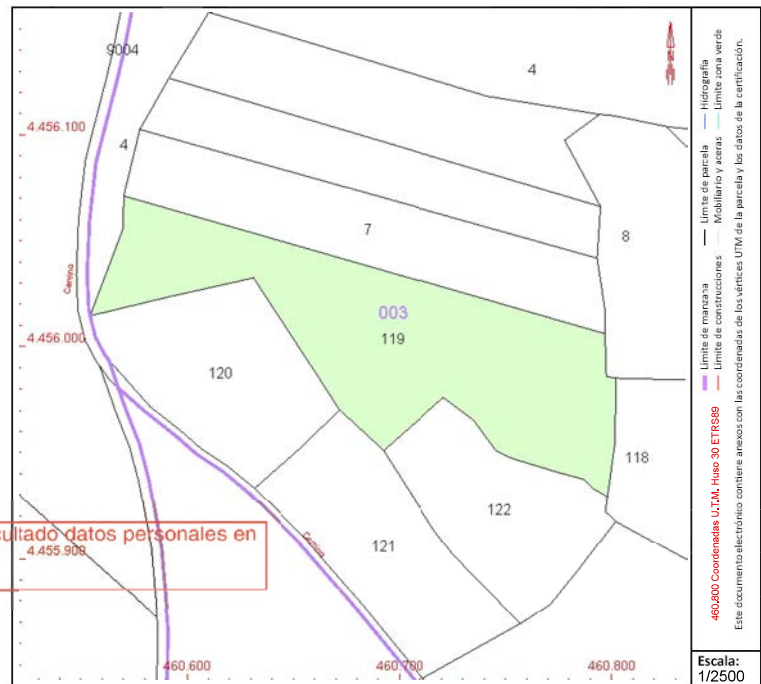 9004
4
N
4.456.100
4
7
8
Camino
003
4.456.000
119
120
118
122
cultado datos personales en
4.455.900
Camino
121
460.600
460.700
460.800
Límite de manzana
Límite de parcela
Hidrografía
Límite de construcciones
Mobiliario y aceras
Límite zona verde
460.800 Coordenadas U.T.M. Huso 30 ETRS89
Este documento electrónico contiene anexos con las coordenadas de los vértices UTM de la parcela y los datos de la certificación.
Escala:
1/2500